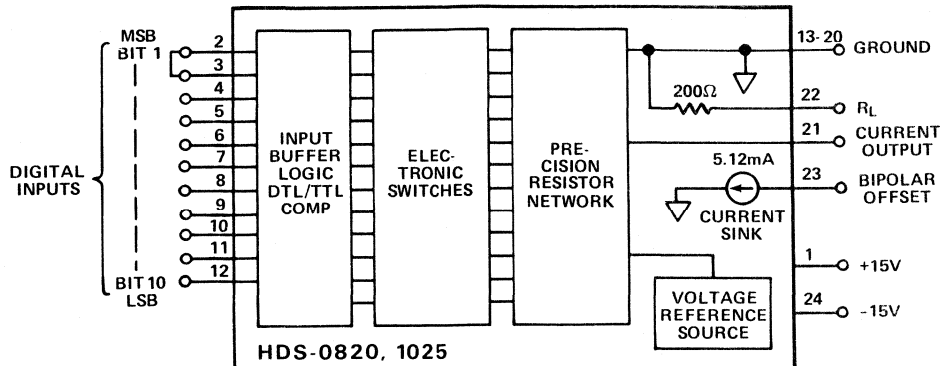 MSB
BIT 1
DIGITAL
INPUTS
BIT 10
LSB
2
3
4
5
6
7
8
9
10
11
12
INPUT
BUFFER
LOGIC
DTL/TTL
COMP
ELEC-
TRONIC
SWITCHES
PRE-
CISION
RESISTOR
NETWORK
200Ω
5.12mA
CURRENT
SINK
VOLTAGE
REFERENCE
SOURCE
13-20 GROUND
22 RL
21 CURRENT
OUTPUT
23 BIPOLAR
OFFSET
1 +15V
24 -15V
HDS-0820, 1025